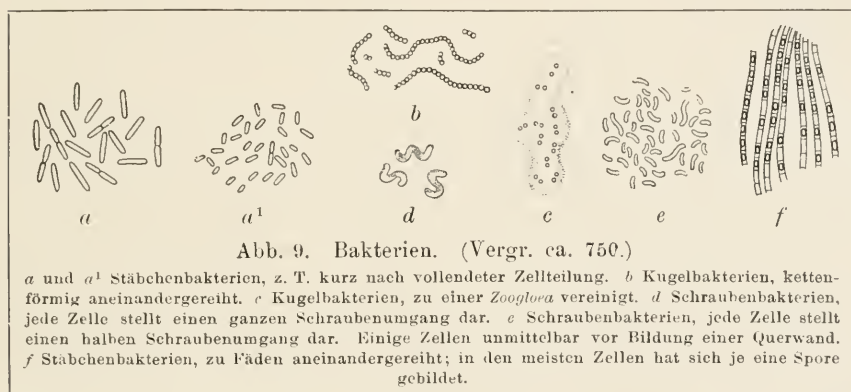 b
a a¹ d c e f
Abb. 9. Bakterien. (Vergr. ca. 750.)
a und a¹ Stäbchenbakterien, z. T. kurz nach vollendeter Zellteilung. b Kugelbakterien, ketten-
förmig aneinandergereiht. c Kugelbakterien, zu einer Zoogloea vereinigt. d Schraubenbakterien,
jede Zelle stellt einen ganzen Schraubenumgang dar. e Schraubenbakterien, jede Zelle stellt
einen halben Schraubenumgang dar. Einige Zellen unmittelbar vor Bildung einer Querwand.
f Stäbchenbakterien, zu Fäden aneinandergereiht; in den meisten Zellen hat sich je eine Spore
gebildet.